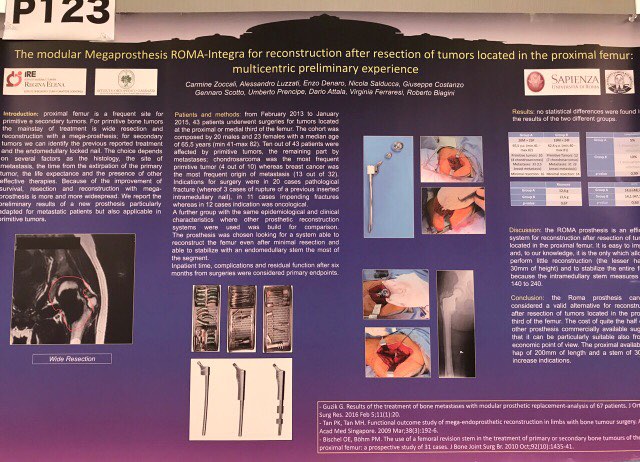 P123
The modular Megaprosthesis ROMA-Integra for reconstruction after resection of tumors located in the proximal femur:
multicentric preliminary experience
Carmine Zoccali, Alessandro Luzzati, Enzo Denaro, Nicola Salducca, Giuseppe Costanzo
Gennaro Scotto, Umberto Prencipe, Dario Attala, Virginia Ferraresi, Roberto Biagini
IRE
REGINA ELENA
SAPIENZA
UNIVERSITÀ DI ROMA
Introduction: proximal femur is a frequent site for
primitive e secondary tumors. For primitive bone tumors
the mainstay of treatment is wide resection and
reconstruction with a mega-prosthesis; for secondary
tumors we can identify the previous reported treatment
and the endomedullary locked nail. The choice depends
on several factors as the histology, the site of
metastasis, the time from the extirpation of the primary
tumor, the life expectance and the presence of other
effective therapies. Because of the improvement of
survival, resection and reconstruction with mega-
prosthesis is more and more widespread. We report the
preliminary results of a new prosthesis particularly
adapted for metastatic patients but also applicable in
primitive tumors.
Wide Resection
Patients and methods: from February 2013 to January
2015, 43 patients underwent surgeries for tumors located
at the proximal or medial third of the femur. The cohort was
composed by 20 males and 23 females with a median age
of 65,5 years (min 41-max 82). Ten out of 43 patients were
affected by primitive tumors, the remaining part by
metastases; chondrosarcoma was the most frequent
primitive tumor (4 out of 10) whereas breast cancer was
the most frequent origin of metastasis (13 out of 32).
Indications for surgery were in 20 cases pathological
fracture (whereof 3 cases of rupture of a previous inserted
intramedullary nail), in 11 cases impending fractures
whereas in 12 cases indication was oncological.
A further group with the same epidemiological and clinical
characteristics where other prosthetic reconstruction
systems were used was build for comparison.
The prosthesis was chosen looking for a system able to
reconstruct the femur even after minimal resection and
able to stabilize with an endomedullary stem the most of
the segment.
Inpatient time, complications and residual function after six
months from surgeries were considered primary endpoints.
Results: no statistical differences were found i
the results of the two different groups.
Discussion: the ROMA prosthesis is an effi
system for reconstruction after resection of tu
located in the proximal femur: it is easy to im
and, to our knowledge, it is the only which allo
perform little reconstruction (the lesser ha
30mm of height) and to stabilize the entire f
because the intramedullary stem measures
140 to 240.
Conclusion: the Roma prosthesis can
considered a valid alternative for reconstru
after resection of tumors located in the pro
third of the femur. The cost of quite the half
other prosthesis commercially available sug
that it can be particularly suitable also fro
economic point of view. The proximal availab
hap of 200mm of length and a stem of 30
increase indications.
- Guzik G. Results of the treatment of bone metastases with modular prosthetic replacement-analysis of 67 patients. J Ort
Surg Res. 2016 Feb 5;11(1):20.
- Tan PK, Tan MH. Functional outcome study of mega-endoprosthetic reconstruction in limbs with bone tumour surgery. A
Acad Med Singapore. 2009 Mar;38(3):192-6.
- Bischel OE, Böhm PM. The use of a femoral revision stem in the treatment of primary or secondary bone tumours of the
proximal femur: a prospective study of 31 cases. J Bone Joint Surg Br. 2010 Oct;92(10):1435-41.